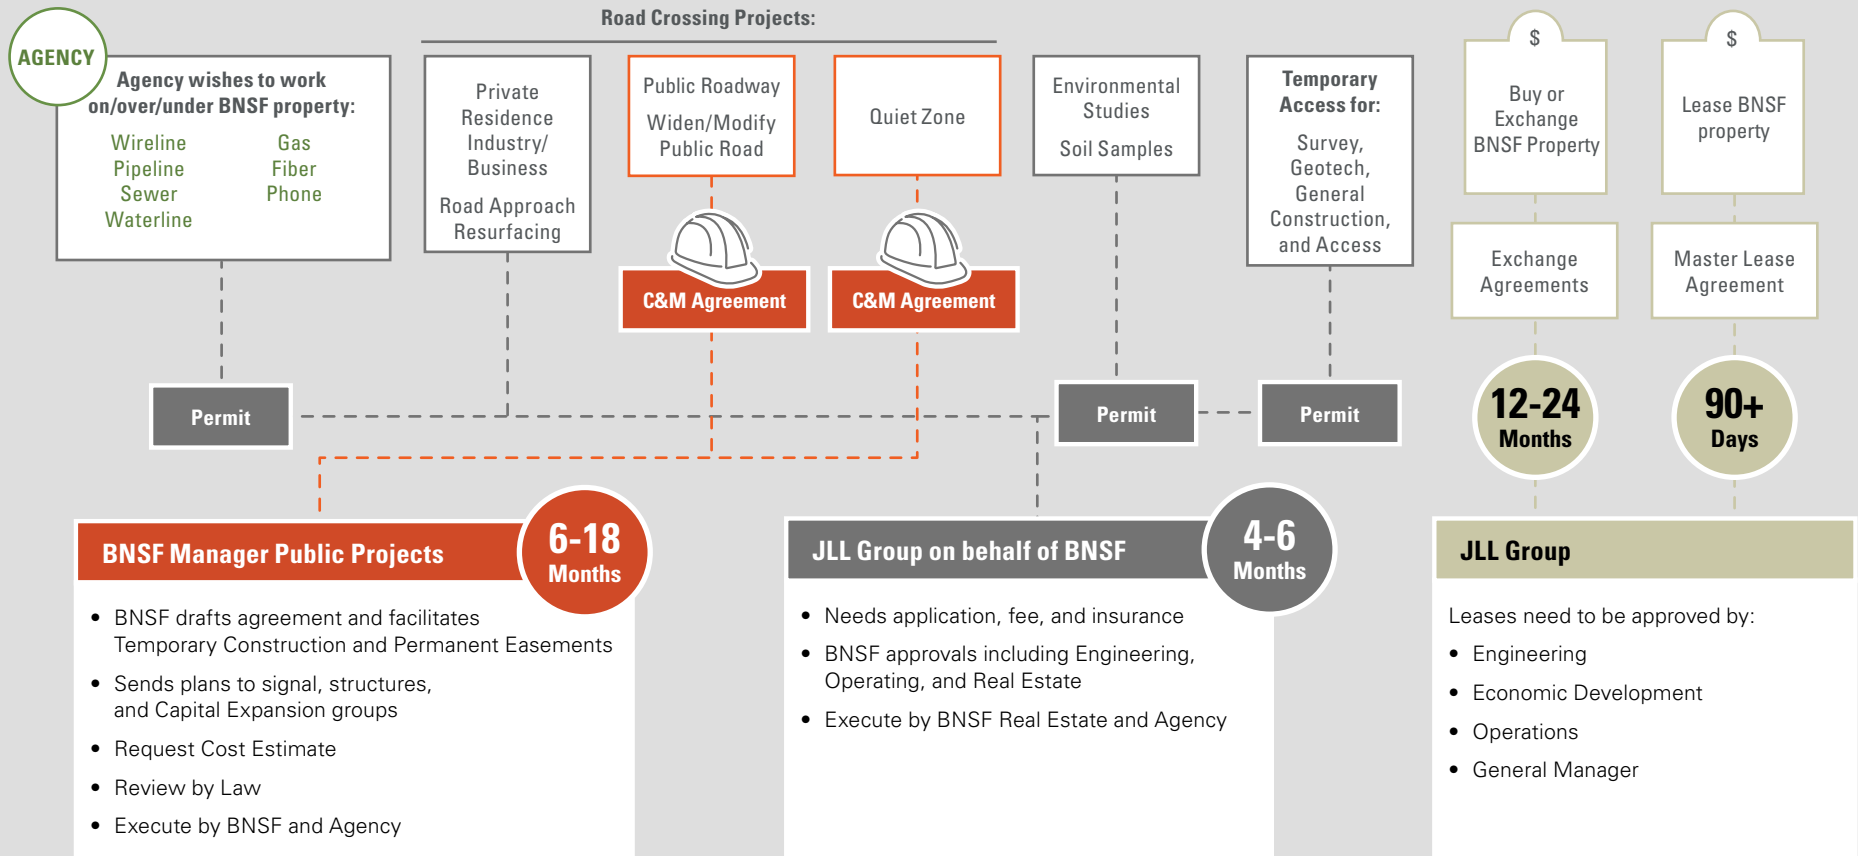 AGENCY
Agency wishes to work
on/over/under BNSF property:
Wireline
Pipeline
Sewer
Waterline
Gas
Fiber
Phone
Road Crossing Projects:
Private
Residence
Industry/
Business
Road Approach
Resurfacing
Public Roadway
Widen/Modify
Public Road
Quiet Zone
Environmental
Studies
Soil Samples
Temporary
Access for:
Survey,
Geotech,
General
Construction,
and Access
$
Buy or
Exchange
BNSF Property
$
Lease BNSF
property
C&M Agreement
C&M Agreement
Exchange
Agreements
Master Lease
Agreement
Permit
Permit
Permit
12-24
Months
90+
Days
BNSF Manager Public Projects
6-18
Months
• BNSF drafts agreement and facilitates
Temporary Construction and Permanent Easements
• Sends plans to signal, structures,
and Capital Expansion groups
• Request Cost Estimate
• Review by Law
• Execute by BNSF and Agency
JLL Group on behalf of BNSF
4-6
Months
• Needs application, fee, and insurance
• BNSF approvals including Engineering,
Operating, and Real Estate
• Execute by BNSF Real Estate and Agency
JLL Group
Leases need to be approved by:
• Engineering
• Economic Development
• Operations
• General Manager